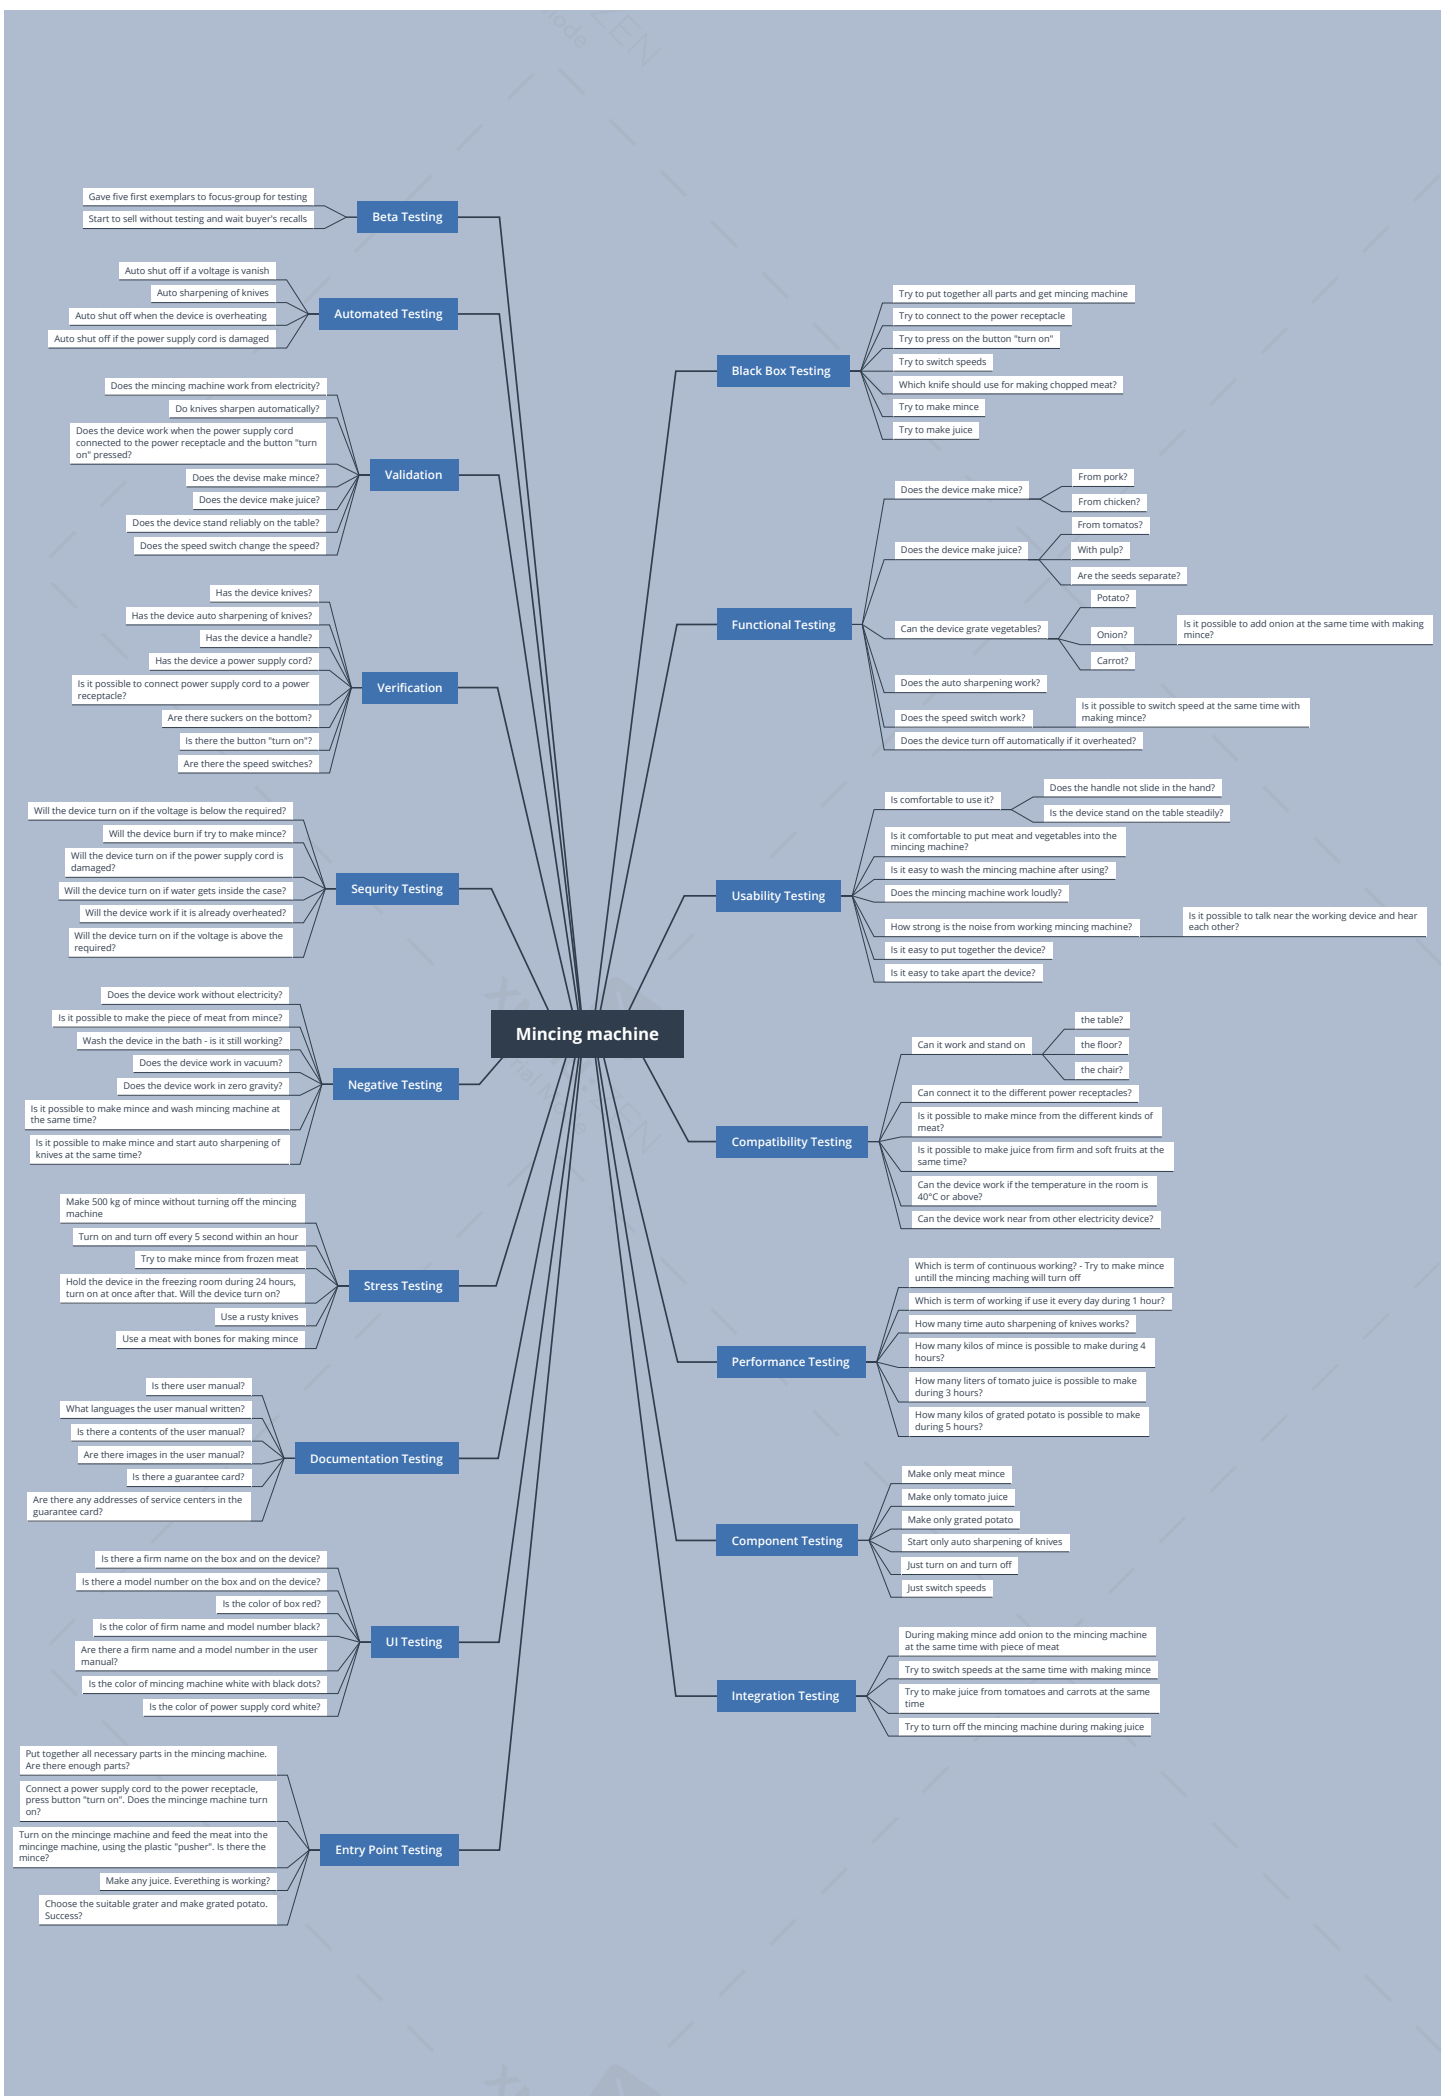 Mincing machine
Beta Testing
Gave five first exemplars to focus-group for testing
Start to sell without testing and wait buyer's recalls
Automated Testing
Auto shut off if a voltage is vanish
Auto sharpening of knives
Auto shut off when the device is overheating
Auto shut off if the power supply cord is damaged
Validation
Does the mincing machine work from electricity?
Do knives sharpen automatically?
Does the device work when the power supply cord
connected to the power receptacle and the button "turn
on" pressed?
Does the devise make mince?
Does the device make juice?
Does the device stand reliably on the table?
Does the speed switch change the speed?
Verification
Has the device knives?
Has the device auto sharpening of knives?
Has the device a handle?
Has the device a power supply cord?
Is it possible to connect power supply cord to a power
receptacle?
Are there suckers on the bottom?
Is there the button "turn on"?
Are there the speed switches?
Sequrity Testing
Will the device turn on if the voltage is below the required?
Will the device burn if try to make mince?
Will the device turn on if the power supply cord is
damaged?
Will the device turn on if water gets inside the case?
Will the device work if it is already overheated?
Will the device turn on if the voltage is above the
required?
Negative Testing
Does the device work without electricity?
Is it possible to make the piece of meat from mince?
Wash the device in the bath - is it still working?
Does the device work in vacuum?
Does the device work in zero gravity?
Is it possible to make mince and wash mincing machine at
the same time?
Is it possible to make mince and start auto sharpening of
knives at the same time?
Stress Testing
Make 500 kg of mince without turning off the mincing
machine
Turn on and turn off every 5 second within an hour
Try to make mince from frozen meat
Hold the device in the freezing room during 24 hours,
turn on at once after that. Will the device turn on?
Use a rusty knives
Use a meat with bones for making mince
Documentation Testing
Is there user manual?
What languages the user manual written?
Is there a contents of the user manual?
Are there images in the user manual?
Is there a guarantee card?
Are there any addresses of service centers in the
guarantee card?
UI Testing
Is there a firm name on the box and on the device?
Is there a model number on the box and on the device?
Is the color of box red?
Is the color of firm name and model number black?
Are there a firm name and a model number in the user
manual?
Is the color of mincing machine white with black dots?
Is the color of power supply cord white?
Entry Point Testing
Put together all necessary parts in the mincing machine.
Are there enough parts?
Connect a power supply cord to the power receptacle,
press button "turn on". Does the mincinge machine turn
on?
Turn on the mincinge machine and feed the meat into the
mincinge machine, using the plastic "pusher". Is there the
mince?
Make any juice. Everething is working?
Choose the suitable grater and make grated potato.
Success?
Black Box Testing
Try to put together all parts and get mincing machine
Try to connect to the power receptacle
Try to press on the button "turn on"
Try to switch speeds
Which knife should use for making chopped meat?
Try to make mince
Try to make juice
Functional Testing
Does the device make mice?
From pork?
From chicken?
Does the device make juice?
From tomatos?
With pulp?
Are the seeds separate?
Can the device grate vegetables?
Potato?
Onion?
Is it possible to add onion at the same time with making
mince?
Carrot?
Does the auto sharpening work?
Does the speed switch work?
Is it possible to switch speed at the same time with
making mince?
Does the device turn off automatically if it overheated?
Usability Testing
Is comfortable to use it?
Does the handle not slide in the hand?
Is the device stand on the table steadily?
Is it comfortable to put meat and vegetables into the
mincing machine?
Is it easy to wash the mincing machine after using?
Does the mincing machine work loudly?
How strong is the noise from working mincing machine?
Is it possible to talk near the working device and hear
each other?
Is it easy to put together the device?
Is it easy to take apart the device?
Compatibility Testing
Can it work and stand on
the table?
the floor?
the chair?
Can connect it to the different power receptacles?
Is it possible to make mince from the different kinds of
meat?
Is it possible to make juice from firm and soft fruits at the
same time?
Can the device work if the temperature in the room is
40°C or above?
Can the device work near from other electricity device?
Performance Testing
Which is term of continuous working? - Try to make mince
untill the mincing maching will turn off
Which is term of working if use it every day during 1 hour?
How many time auto sharpening of knives works?
How many kilos of mince is possible to make during 4
hours?
How many liters of tomato juice is possible to make
during 3 hours?
How many kilos of grated potato is possible to make
during 5 hours?
Component Testing
Make only meat mince
Make only tomato juice
Make only grated potato
Start only auto sharpening of knives
Just turn on and turn off
Just switch speeds
Integration Testing
During making mince add onion to the mincing machine
at the same time with piece of meat
Try to switch speeds at the same time with making mince
Try to make juice from tomatoes and carrots at the same
time
Try to turn off the mincing machine during making juice